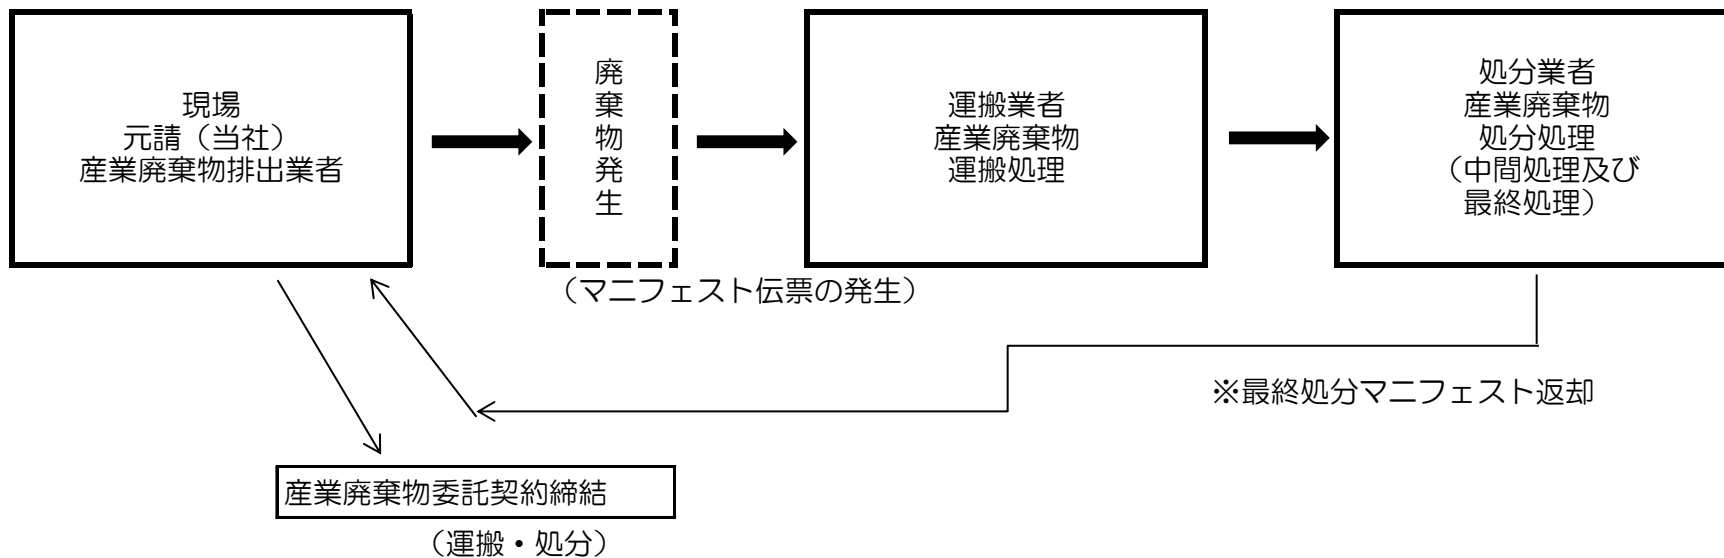 現場
元請（当社）
産業廃棄物排出業者
廃棄物発生
（マニフェスト伝票の発生）
運搬業者
産業廃棄物
運搬処理
処分業者
産業廃棄物
処分処理
（中間処理及び
最終処理）
※最終処分マニフェスト返却
産業廃棄物委託契約締結
（運搬・処分）